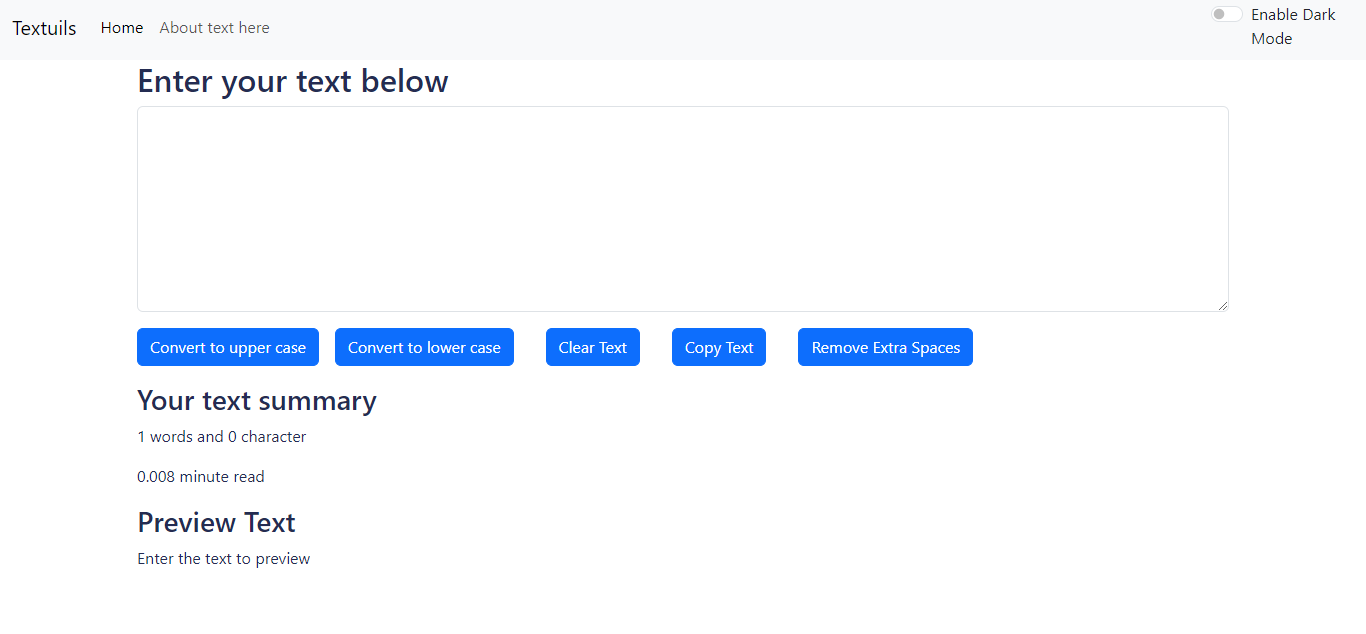 Textuils Home About text here Enable Dark
Mode
Enter your text below
Convert to upper case Convert to lower case Clear Text Copy Text Remove Extra Spaces
Your text summary
1 words and 0 character
0.008 minute read
Preview Text
Enter the text to preview